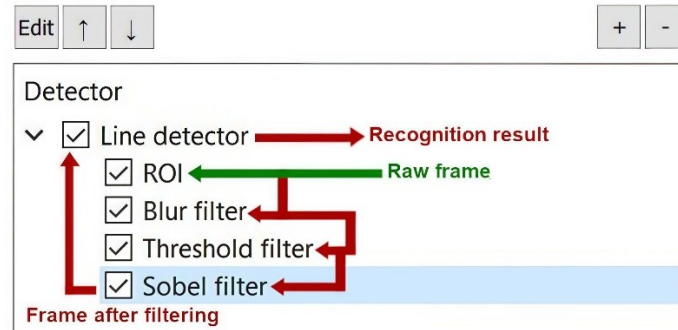 Edit ↑ ↓ + -
Detector
Line detector Recognition result
ROI Raw frame
Blur filter
Threshold filter
Sobel filter
Frame after filtering